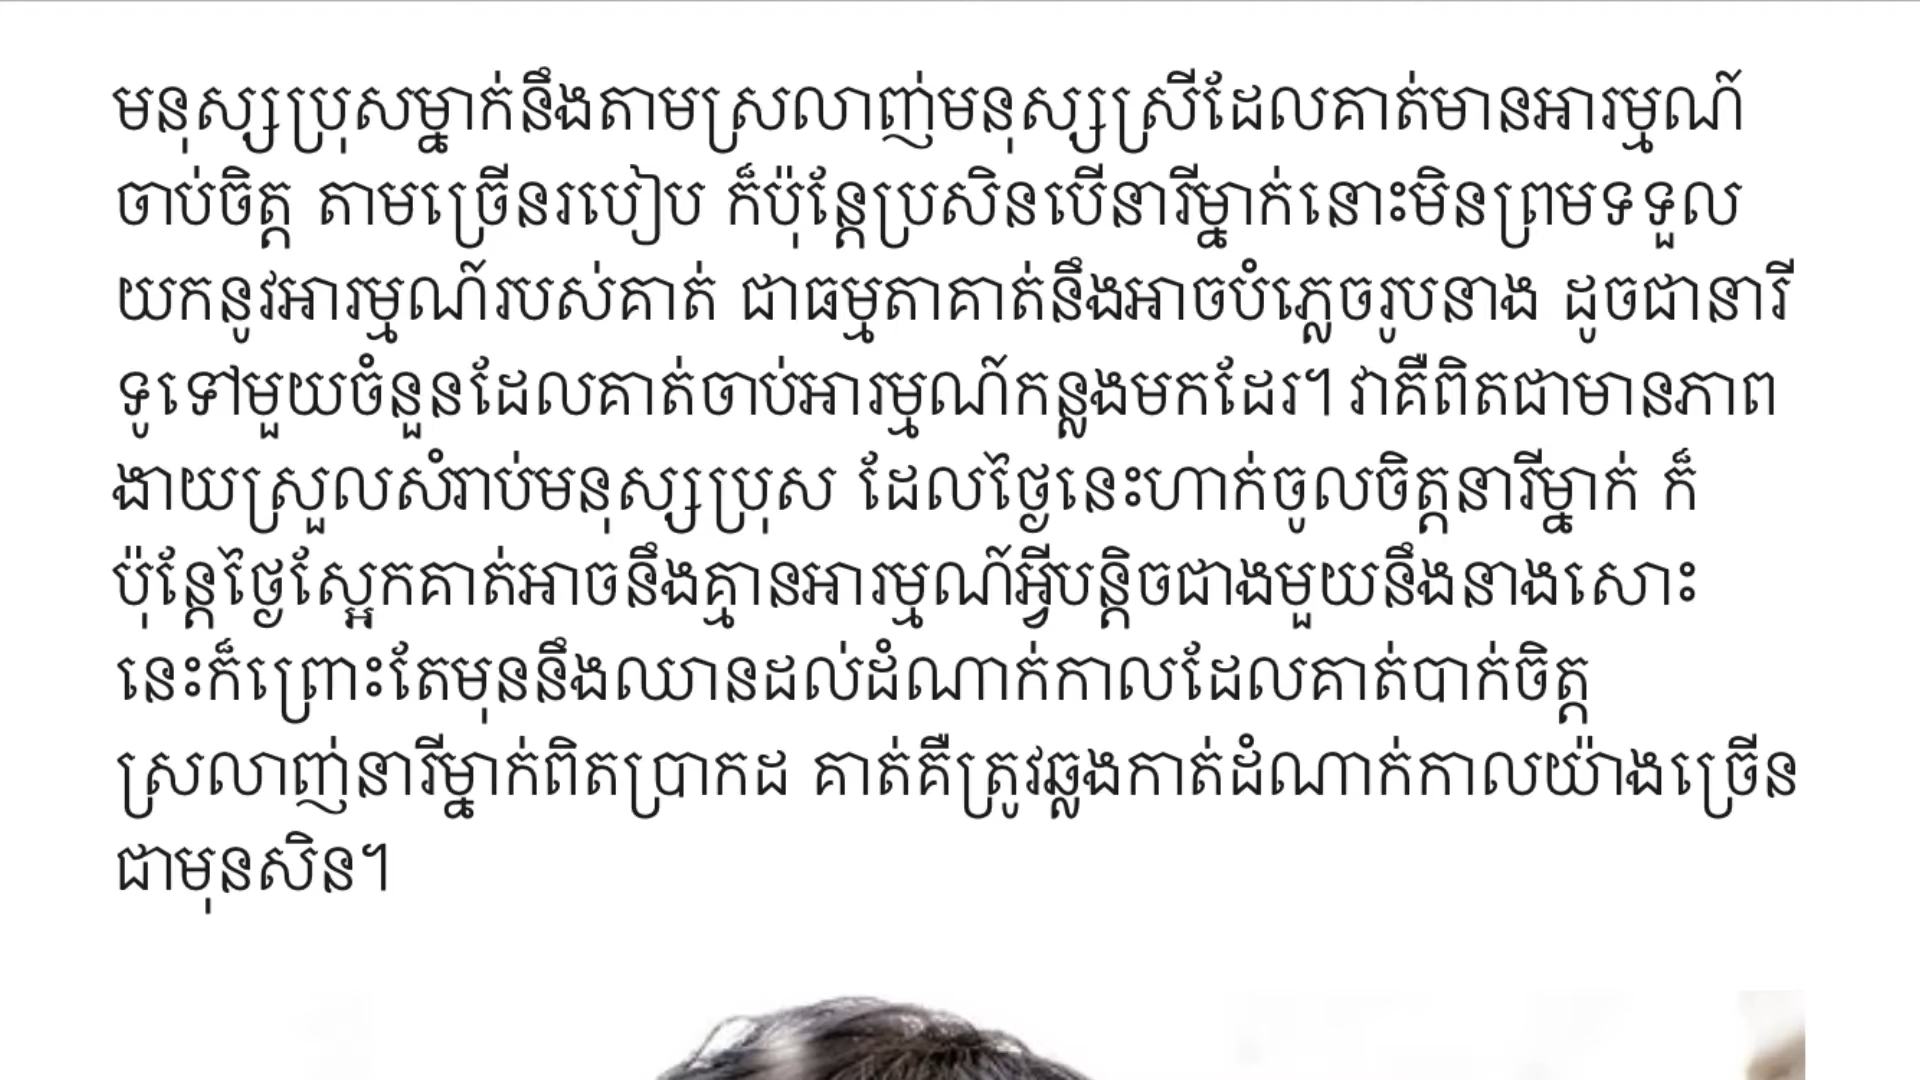 មនុស្សប្រុសម្នាក់នឹងតាមស្រលាញ់មនុស្សស្រីដែលគាត់មានអារម្មណ៍
ចាប់ចិត្ត តាមច្រើនរបៀប ក៏ប៉ុន្តែប្រសិនបើនារីម្នាក់នោះមិនព្រមទទួល
យកនូវអារម្មណ៍របស់គាត់ ជាធម្មតាគាត់នឹងអាចបំភ្លេចរូបនាង ដូចជានារី
ទូទៅមួយចំនួនដែលគាត់ចាប់អារម្មណ៍កន្លងមកដែរ។ វាគឺពិតជាមានភាព
ងាយស្រួលសំរាប់មនុស្សប្រុស ដែលថ្ងៃនេះហាក់ចូលចិត្តនារីម្នាក់ ក៏
ប៉ុន្តែថ្ងៃស្អែកគាត់អាចនឹងគ្មានអារម្មណ៍អ្វីបន្តិចជាងមួយនឹងនាងសោះ
នេះក៏ព្រោះតែមុននឹងឈានដល់ដំណាក់កាលដែលគាត់បាក់ចិត្ត
ស្រលាញ់នារីម្នាក់ពិតប្រាកដ គាត់គឺត្រូវឆ្លងកាត់ដំណាក់កាលយ៉ាងច្រើន
ជាមុនសិន។